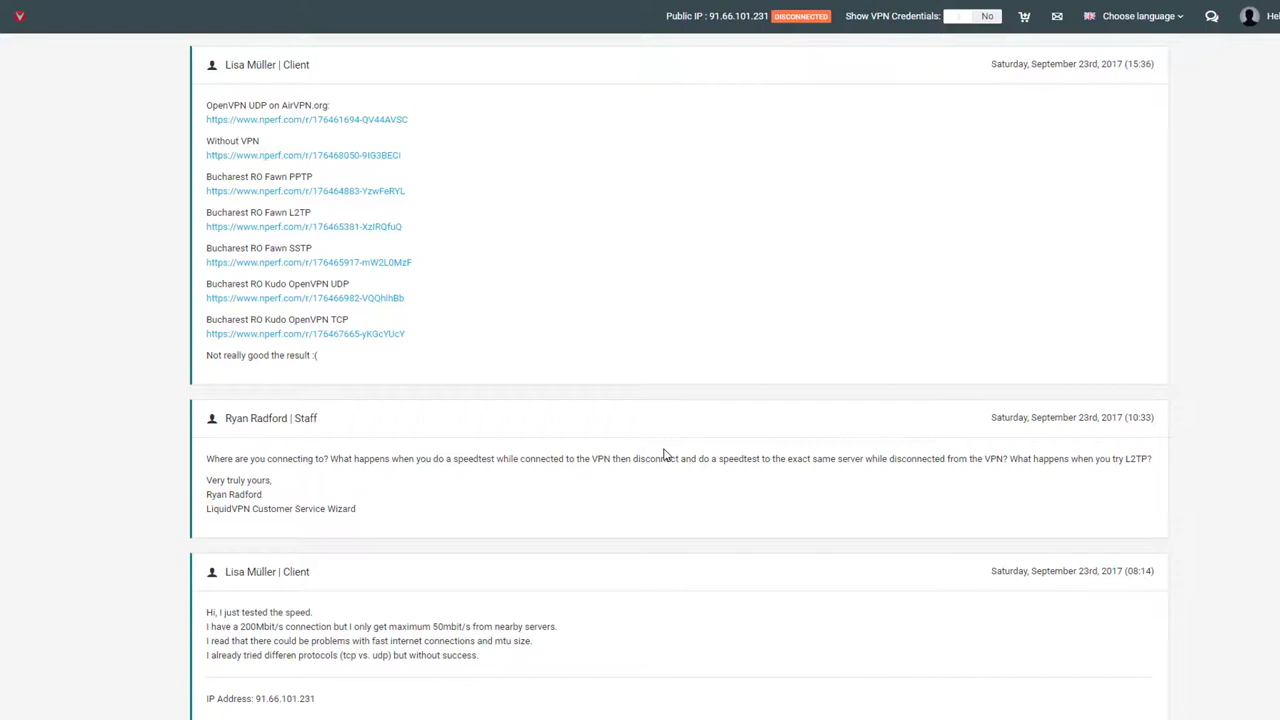 Public IP : 91.66.101.231 DISCONNECTED Show VPN Credentials: No Choose language
Lisa Müller | Client Saturday, September 23rd, 2017 (15:36)
OpenVPN UDP on AirVPN.org:
https://www.nperf.com/r/176461694-QV44AVSC
Without VPN
https://www.nperf.com/r/176468050-9IG3BECI
Bucharest RO Fawn PPTP
https://www.nperf.com/r/176464883-YzwFeRYL
Bucharest RO Fawn L2TP
https://www.nperf.com/r/176465381-XzIRQfuQ
Bucharest RO Fawn SSTP
https://www.nperf.com/r/176465917-mW2L0MzF
Bucharest RO Kudo OpenVPN UDP
https://www.nperf.com/r/176466982-VQQhlhBb
Bucharest RO Kudo OpenVPN TCP
https://www.nperf.com/r/176467665-yKGcYUcY
Not really good the result :(
Ryan Radford | Staff Saturday, September 23rd, 2017 (10:33)
Where are you connecting to? What happens when you do a speedtest while connected to the VPN then disconnect and do a speedtest to the exact same server while disconnected from the VPN? What happens when you try L2TP?
Very truly yours,
Ryan Radford
LiquidVPN Customer Service Wizard
Lisa Müller | Client Saturday, September 23rd, 2017 (08:14)
Hi, I just tested the speed.
I have a 200Mbit/s connection but I only get maximum 50mbit/s from nearby servers.
I read that there could be problems with fast internet connections and mtu size.
I already tried differen protocols (tcp vs. udp) but without success.
IP Address: 91.66.101.231